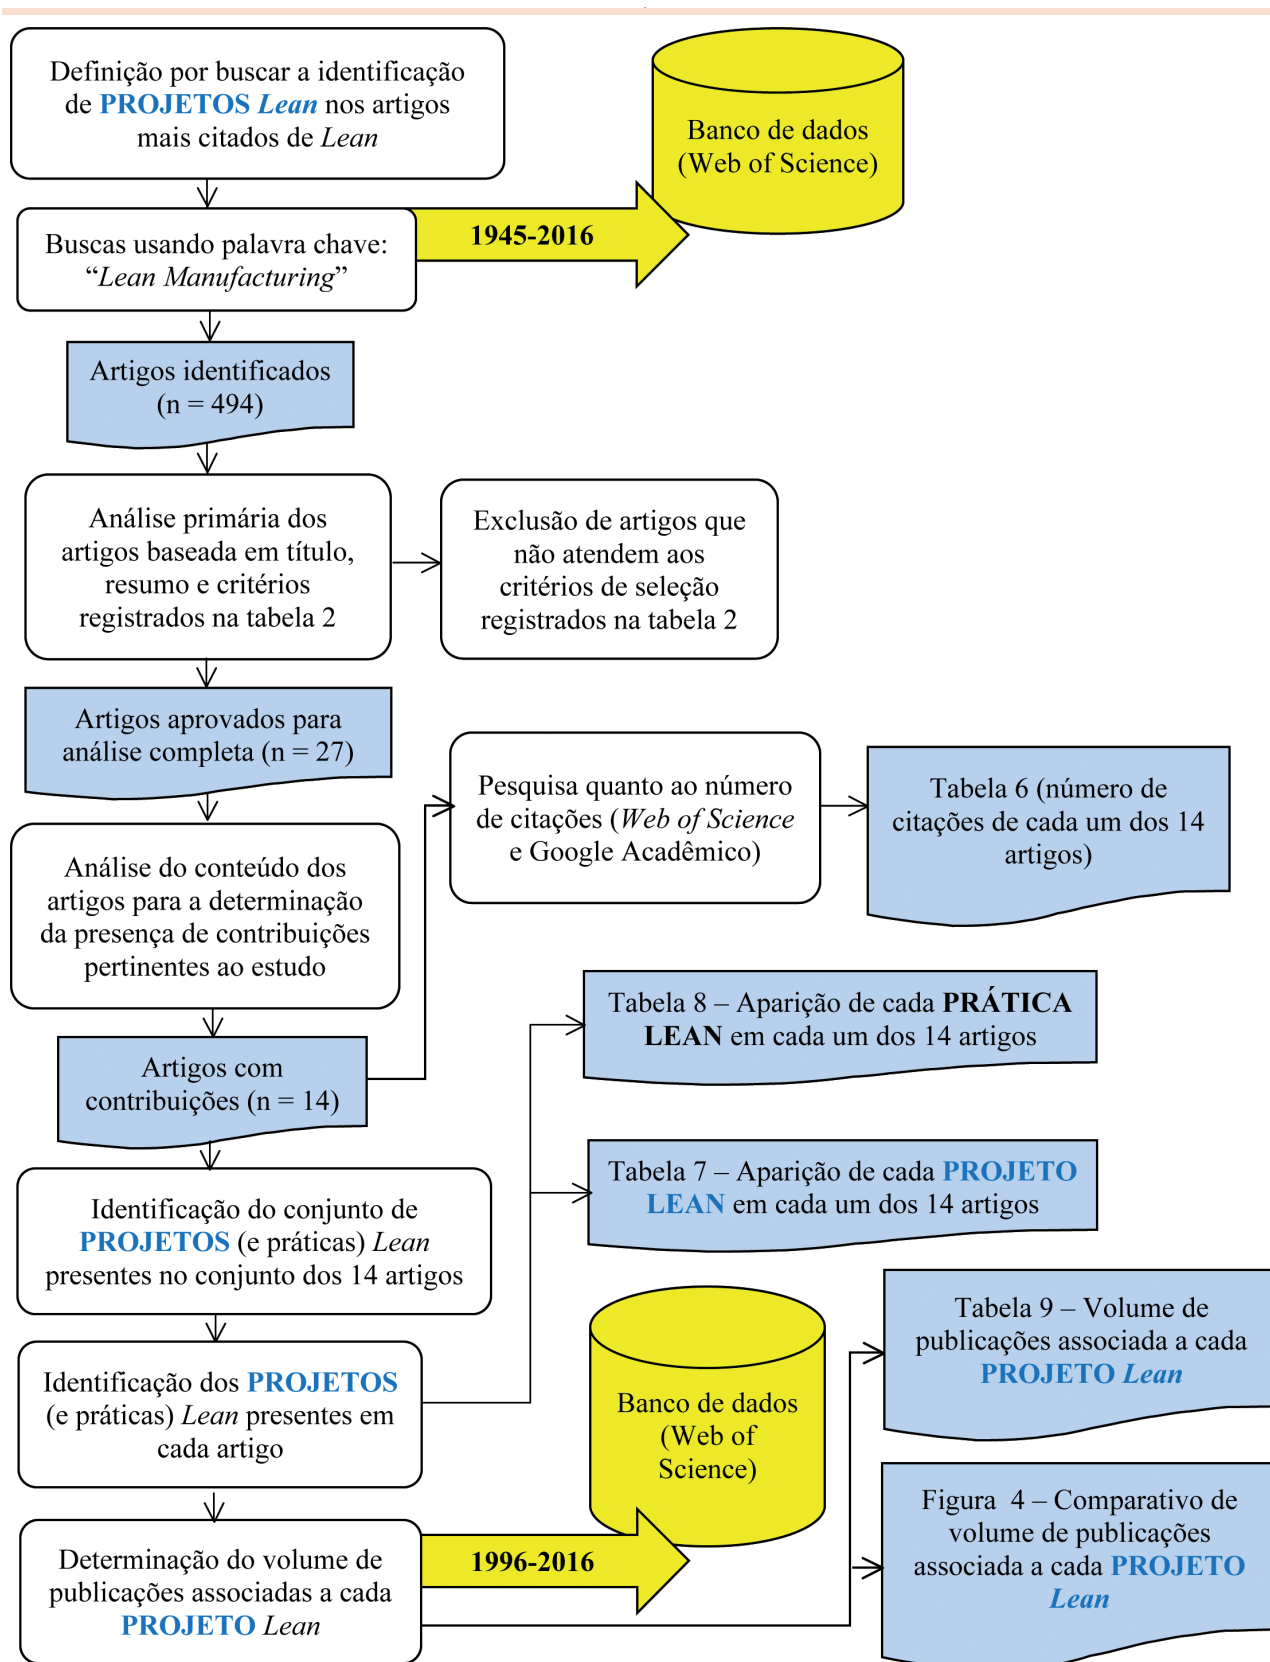 Definição por buscar a identificação
de PROJETOS Lean nos artigos
mais citados de Lean
Banco de dados
(Web of Science)
Buscas usando palavra chave:
“Lean Manufacturing”
1945-2016
Artigos identificados
(n = 494)
Análise primária dos
artigos baseada em título,
resumo e critérios
registrados na tabela 2
Exclusão de artigos que
não atendem aos
critérios de seleção
registrados na tabela 2
Artigos aprovados para
análise completa (n = 27)
Pesquisa quanto ao número
de citações (Web of Science
e Google Acadêmico)
Tabela 6 (número de
citações de cada um dos 14
artigos)
Análise do conteúdo dos
artigos para a determinação
da presença de contribuições
pertinentes ao estudo
Tabela 8 – Aparição de cada PRÁTICA
LEAN em cada um dos 14 artigos
Artigos com
contribuições (n = 14)
Tabela 7 – Aparição de cada PROJETO
LEAN em cada um dos 14 artigos
Identificação do conjunto de
PROJETOS (e práticas) Lean
presentes no conjunto dos 14 artigos
Tabela 9 – Volume de
publicações associada a cada
PROJETO Lean
Identificação dos PROJETOS
(e práticas) Lean presentes em
cada artigo
Banco de dados
(Web of
Science)
Figura 4 – Comparativo de
volume de publicações
associada a cada PROJETO
Lean
Determinação do volume de
publicações associadas a cada
PROJETO Lean
1996-2016